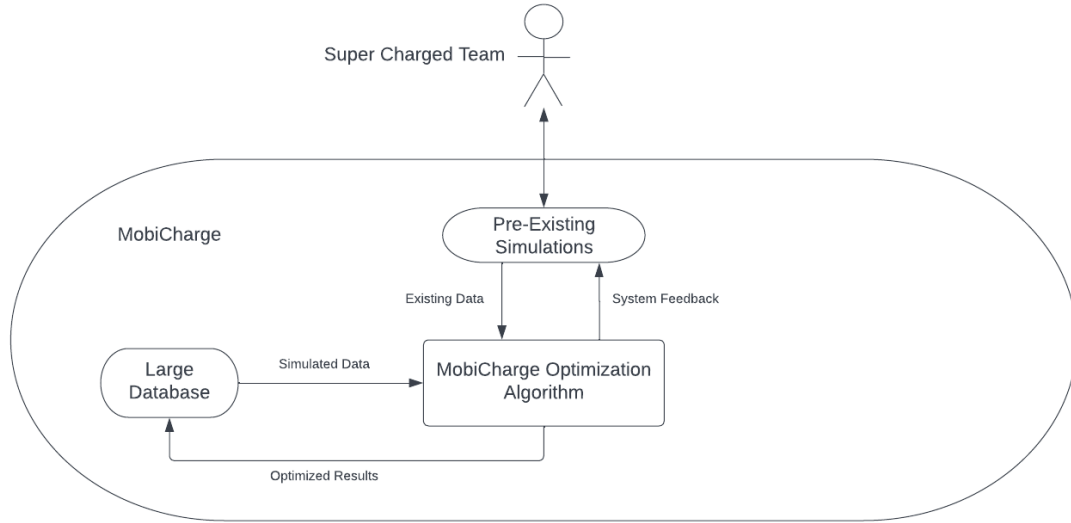 Super Charged Team
MobiCharge
Pre-Existing
Simulations
Existing Data
System Feedback
Large
Database
Simulated Data
MobiCharge Optimization
Algorithm
Optimized Results